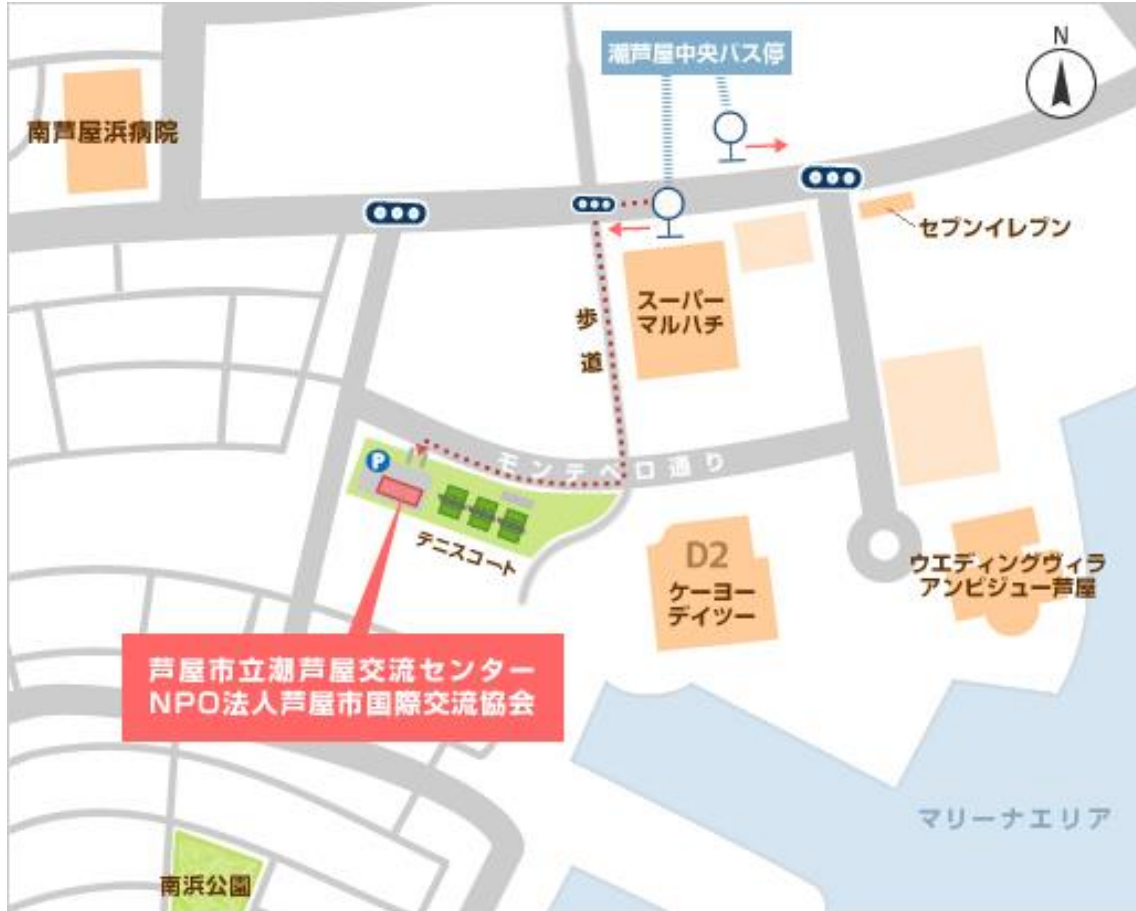 潮芦屋中央バス停
N
南芦屋浜病院
セブンイレブン
スーパー
マルハチ
歩道
P
モンテベロ通り
テニスコート
D2
ケーヨー
デイツー
ウエディングヴィラ
アンビジュー芦屋
芦屋市立潮芦屋交流センター
NPO法人芦屋市国際交流協会
マリーナエリア
南浜公園